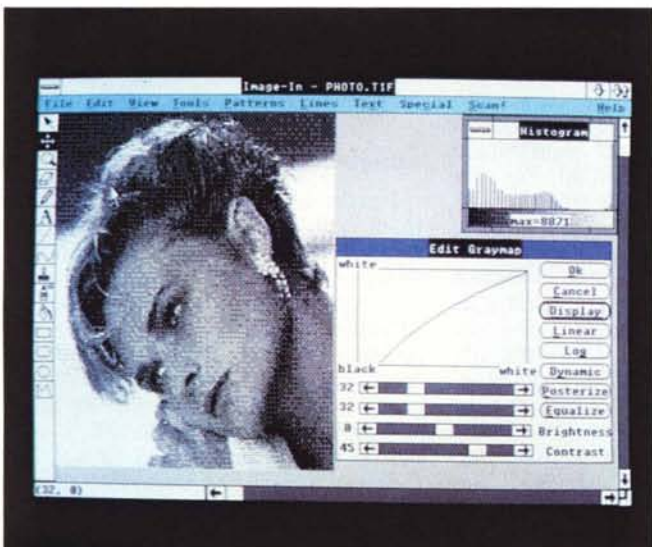 Image-In - PHOTO.TIF
File Edit View Tools Patterns Lines Text Special Scan! Help
Histogram
max=8871
Edit Graymap
white
black
white
Ok
Cancel
Display
Linear
Log
Dynamic
Posterize
Equalize
32
32
0 Brightness
45 Contrast
A
(32, 0)